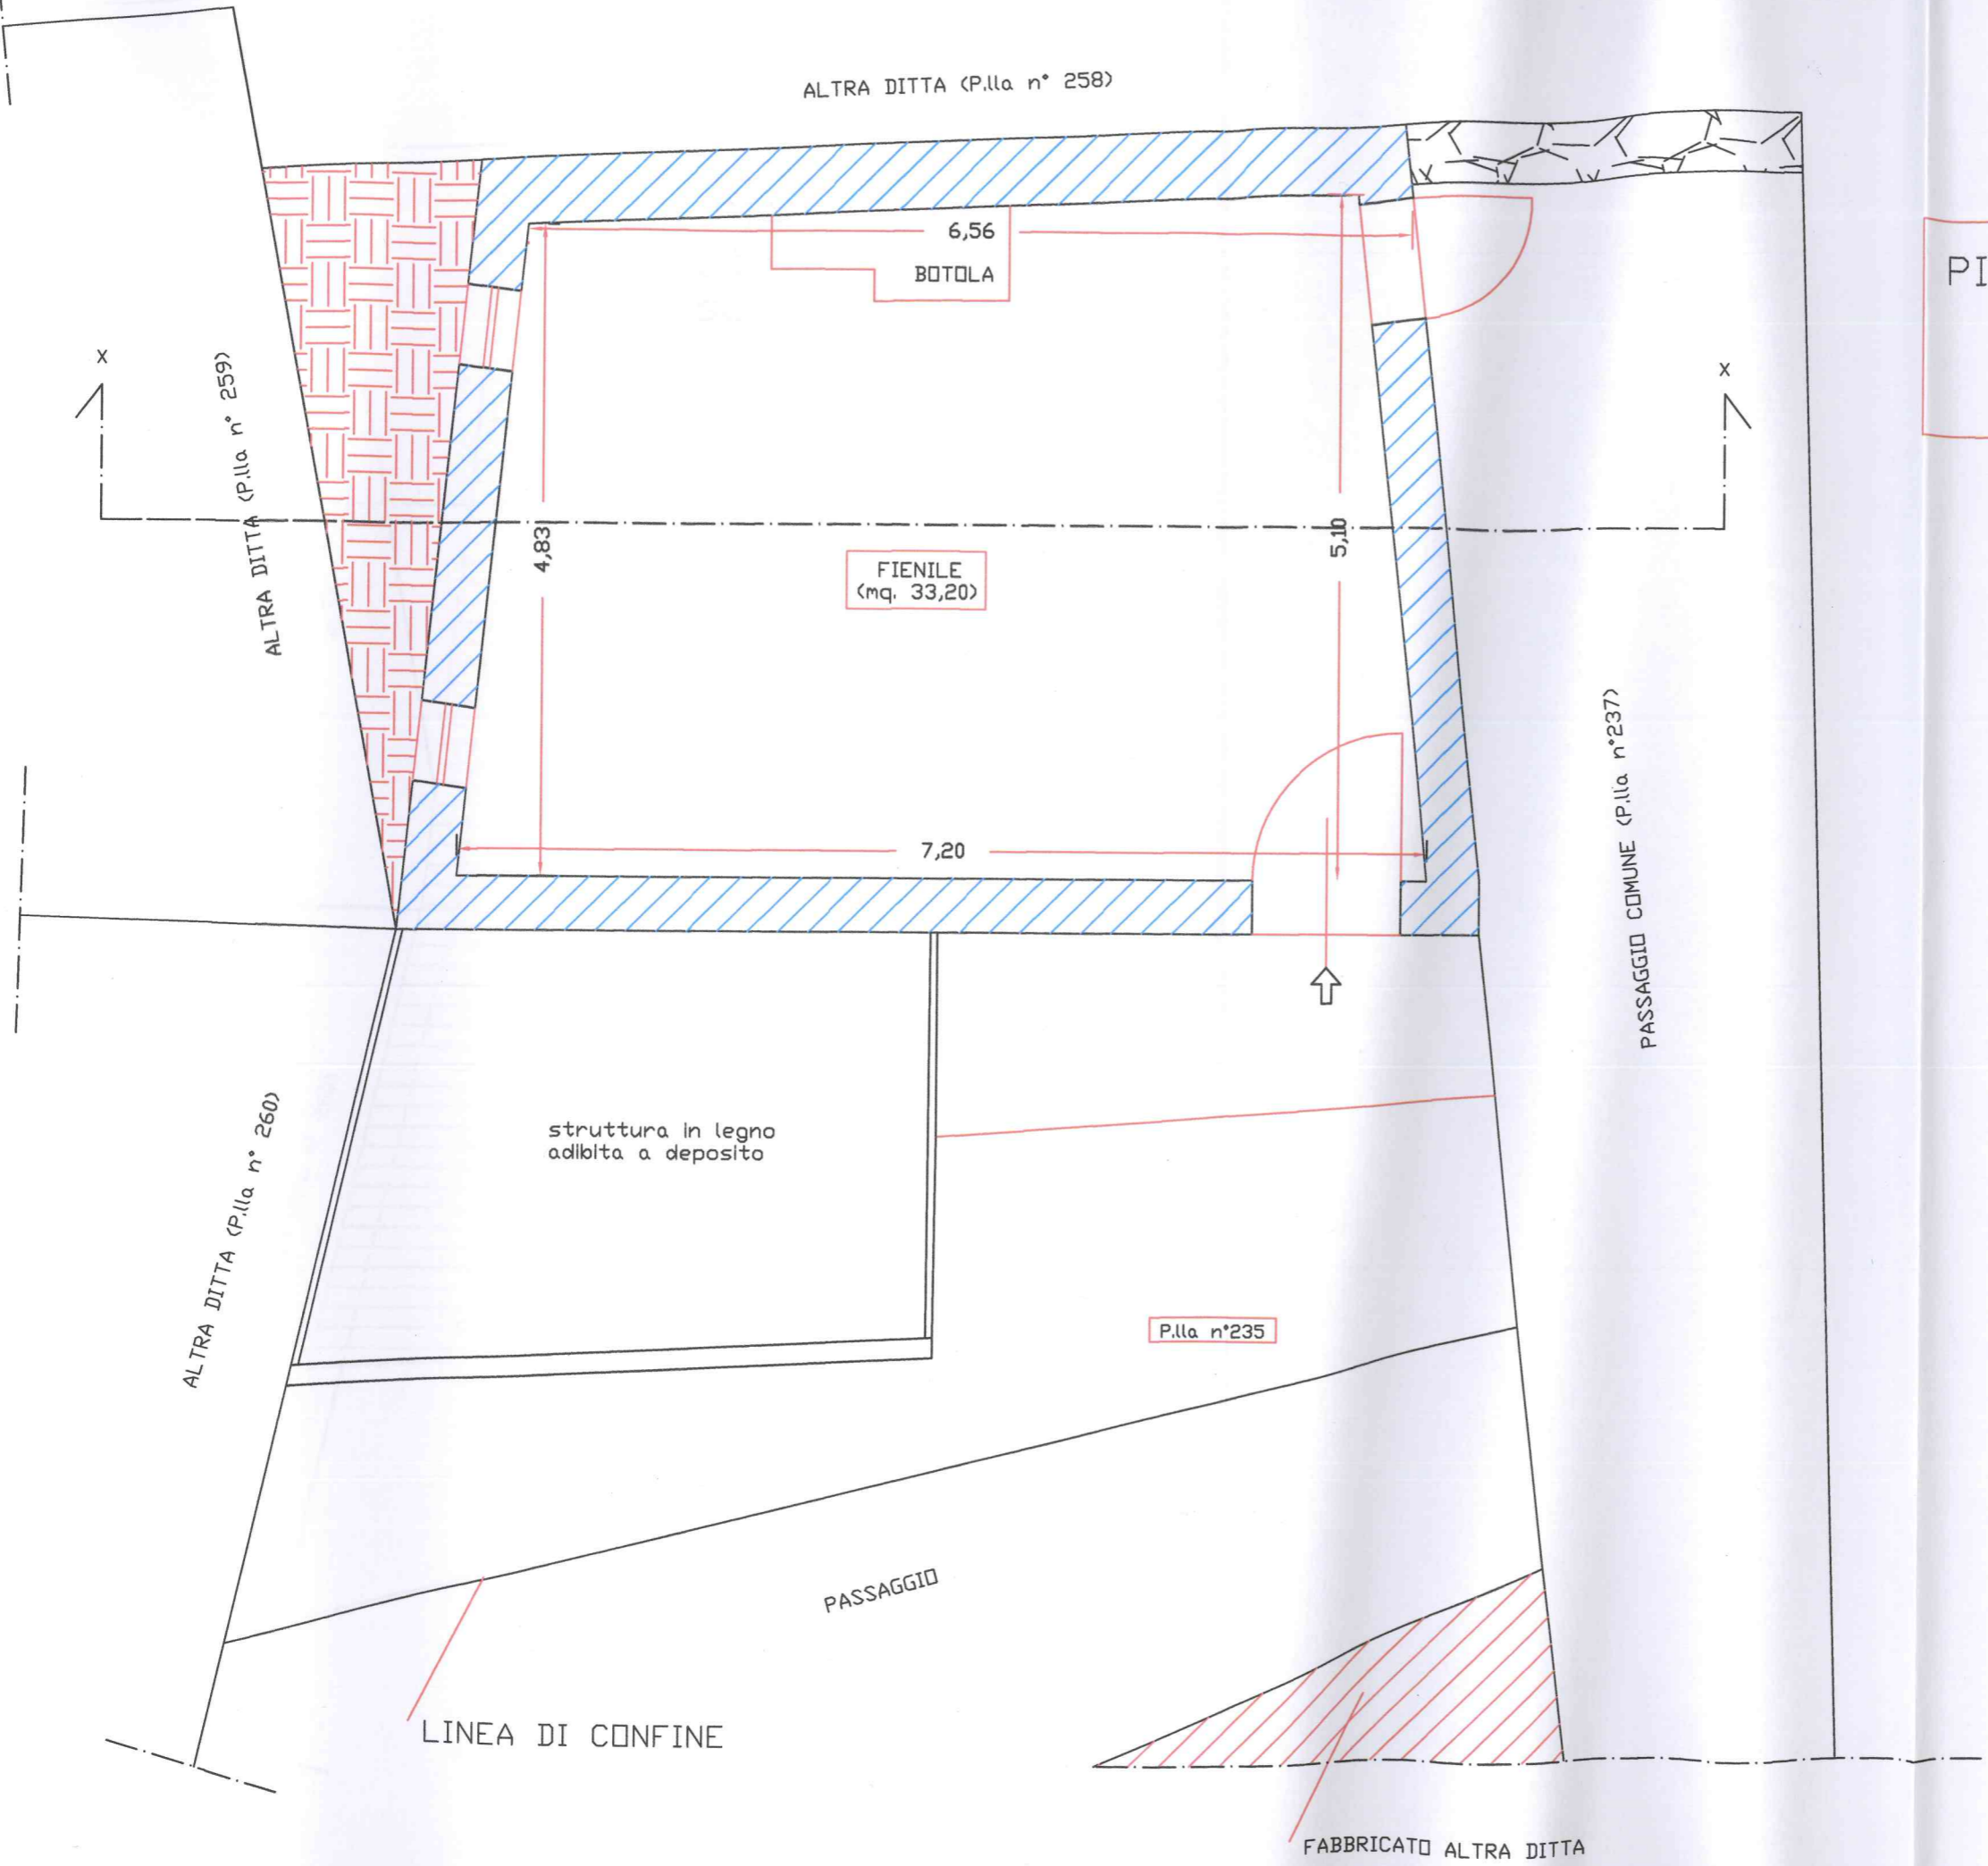 ALTRA DITTA (P.lla n° 258)
6,56
BOTOLA
PI
x
x
ALTRA DITTA (P.lla n° 259)
4,83
5,10
FIENILE
(mq. 33,20)
7,20
PASSAGGIO COMUNE (P.lla n°237)
struttura in legno
adibita a deposito
ALTRA DITTA (P.lla n° 260)
P.lla n°235
PASSAGGIO
LINEA DI CONFINE
FABBRICATO ALTRA DITTA